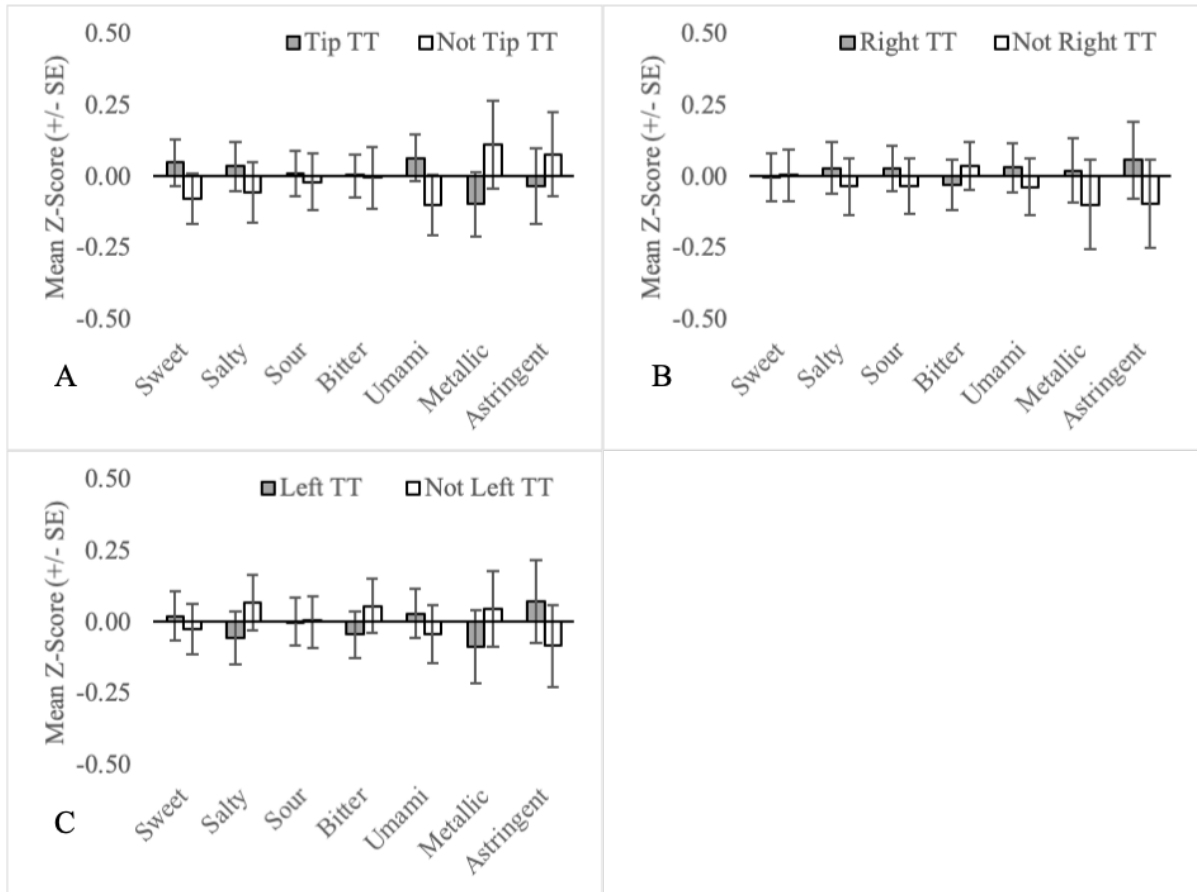 Tip TT Not Tip TT
Mean Z-Score (+/- SE)
0.50
0.25
0.00
-0.25
-0.50
Sweet
Salty
Sour
Bitter
Umami
Metallic
Astringent
A
Right TT Not Right TT
Mean Z-Score (+/- SE)
0.50
0.25
0.00
-0.25
-0.50
Sweet
Salty
Sour
Bitter
Umami
Metallic
Astringent
B
Left TT Not Left TT
Mean Z-Score (+/- SE)
0.50
0.25
0.00
-0.25
-0.50
Sweet
Salty
Sour
Bitter
Umami
Metallic
Astringent
C